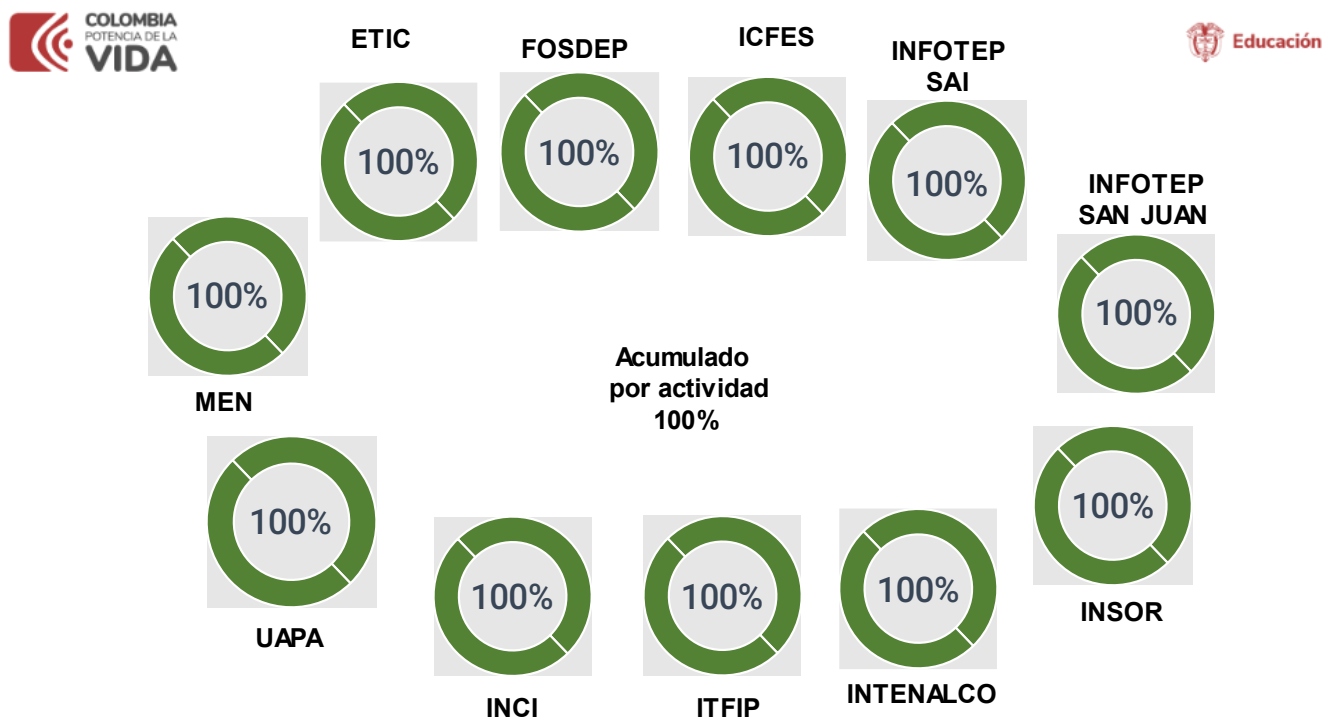 COLOMBIA
POTENCIA DE LA
VIDA
Educación
ETIC
100%
FOSDEP
100%
ICFES
100%
INFOTEP
SAI
100%
INFOTEP
SAN JUAN
100%
100%
MEN
Acumulado
por actividad
100%
100%
UAPA
100%
INCI
100%
ITFIP
100%
INTENALCO
100%
INSOR